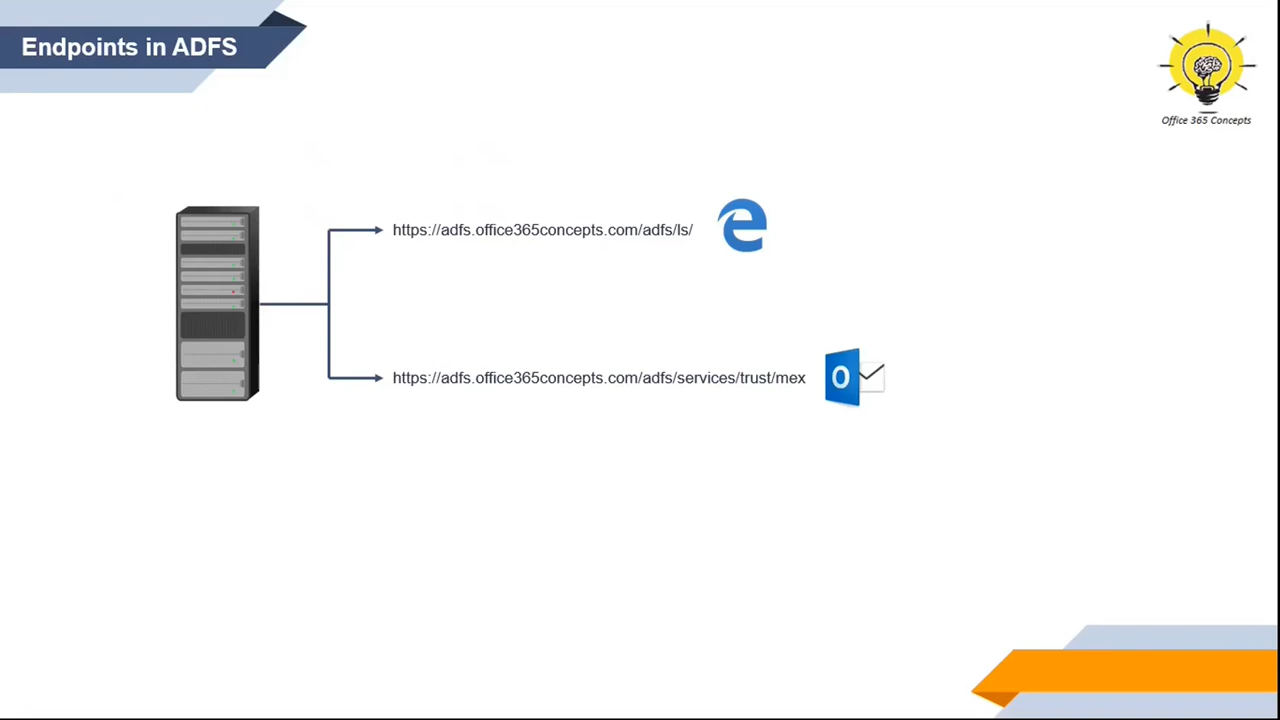 Endpoints in ADFS
Office 365 Concepts
https://adfs.office365concepts.com/adfs/ls/
https://adfs.office365concepts.com/adfs/services/trust/mex
O